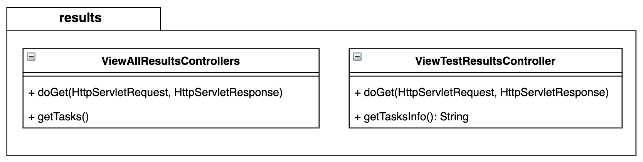 results
ViewAllResultsControllers
+ doGet(HttpServletRequest, HttpServletResponse)
+ getTasks()
ViewTestResultsController
+ doGet(HttpServletRequest, HttpServletResponse)
+ getTasksInfo(): String